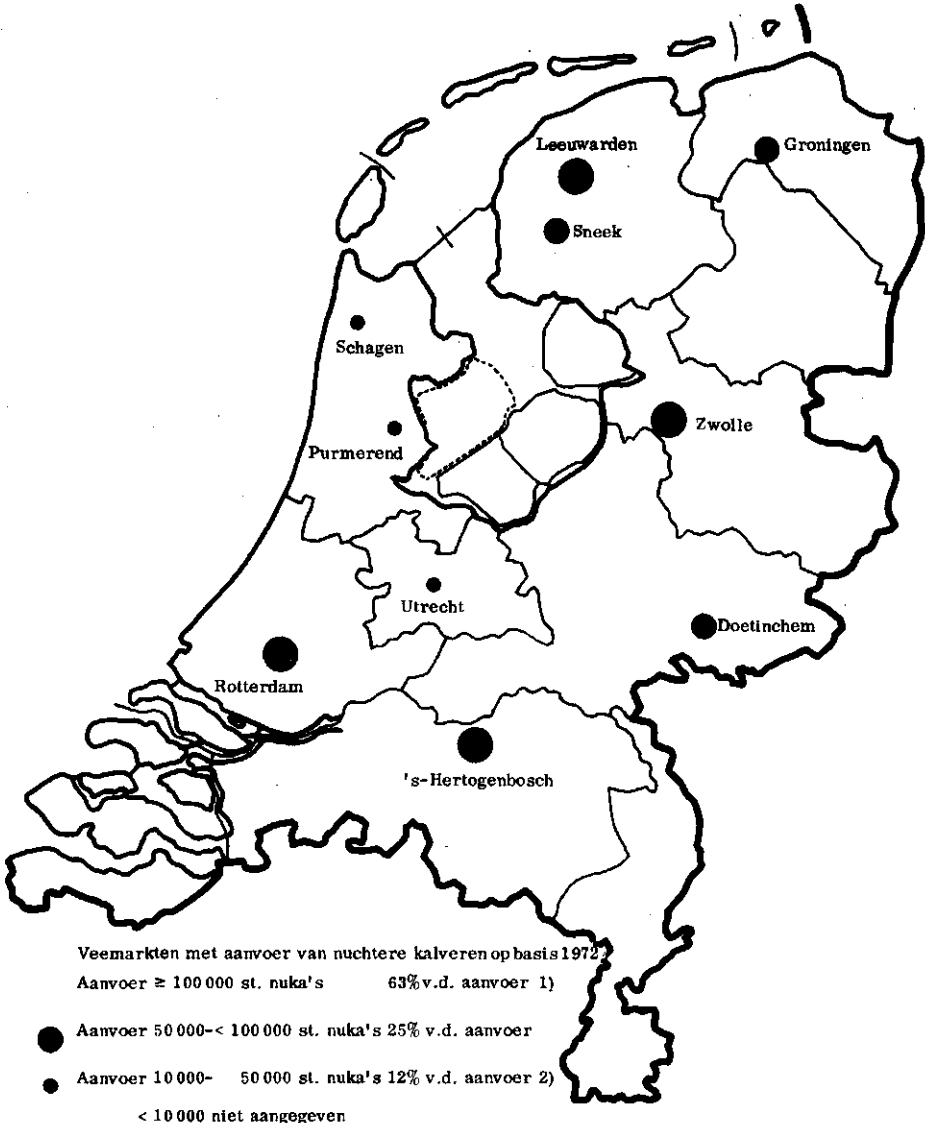 Leeuwarden
Groningen
Sneek
Schagen
Zwolle
Purmerend
Utrecht
Doetinchem
Rotterdam
's-Hertogenbosch
Veemarkten met aanvoer van nuchtere kalveren op basis 1972
Aanvoer ≥ 100 000 st. nuka's 63% v.d. aanvoer 1)
Aanvoer 50 000-< 100 000 st. nuka's 25% v.d. aanvoer
Aanvoer 10 000- 50 000 st. nuka's 12% v.d. aanvoer 2)
< 10 000 niet aangegeven